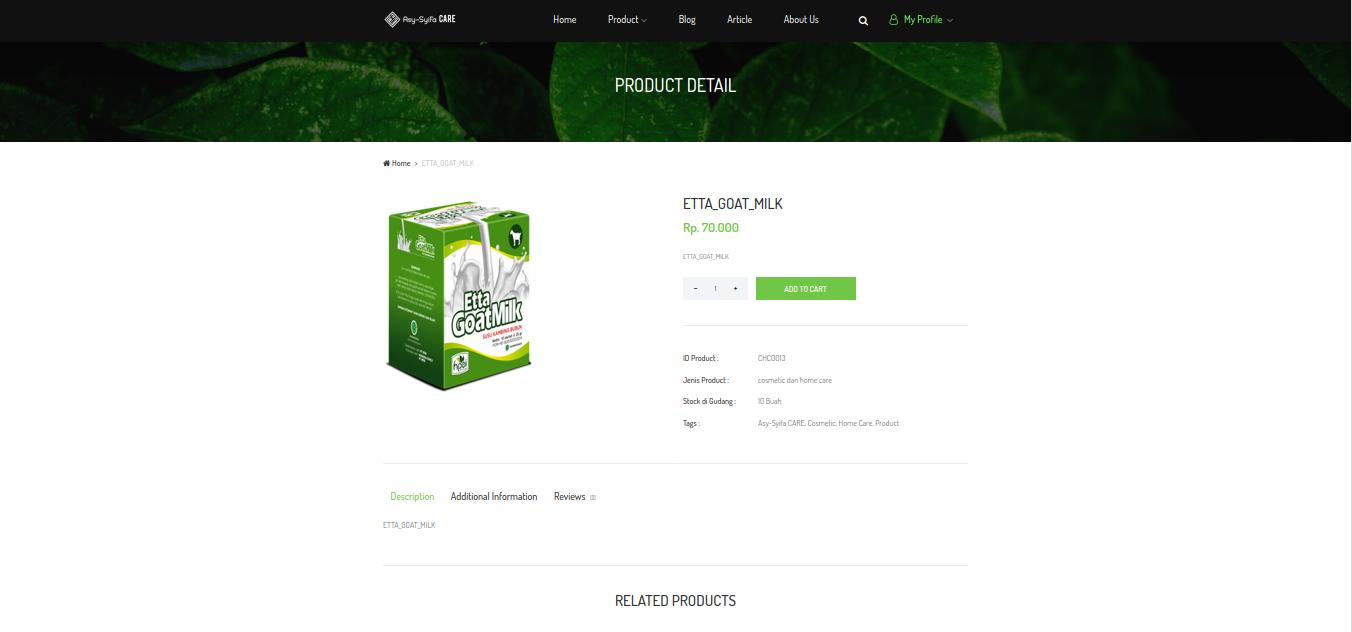 Asy-Syifa CARE
Home
Product
Blog
Article
About Us
My Profile
PRODUCT DETAIL
Home > ETTA_GOAT_MILK
Etta
GoatMilk
SUSU KAMBING BUBUK
hpai
ETTA_GOAT_MILK
Rp. 70.000
ETTA_GOAT_MILK
- 1 +
ADD TO CART
ID Product : CHC0013
Jenis Product : cosmetic dan home care
Stock di Gudang : 10 Buah
Tags : Asy-Syifa CARE, Cosmetic, Home Care, Product
Description
Additional Information
Reviews
ETTA_GOAT_MILK
RELATED PRODUCTS